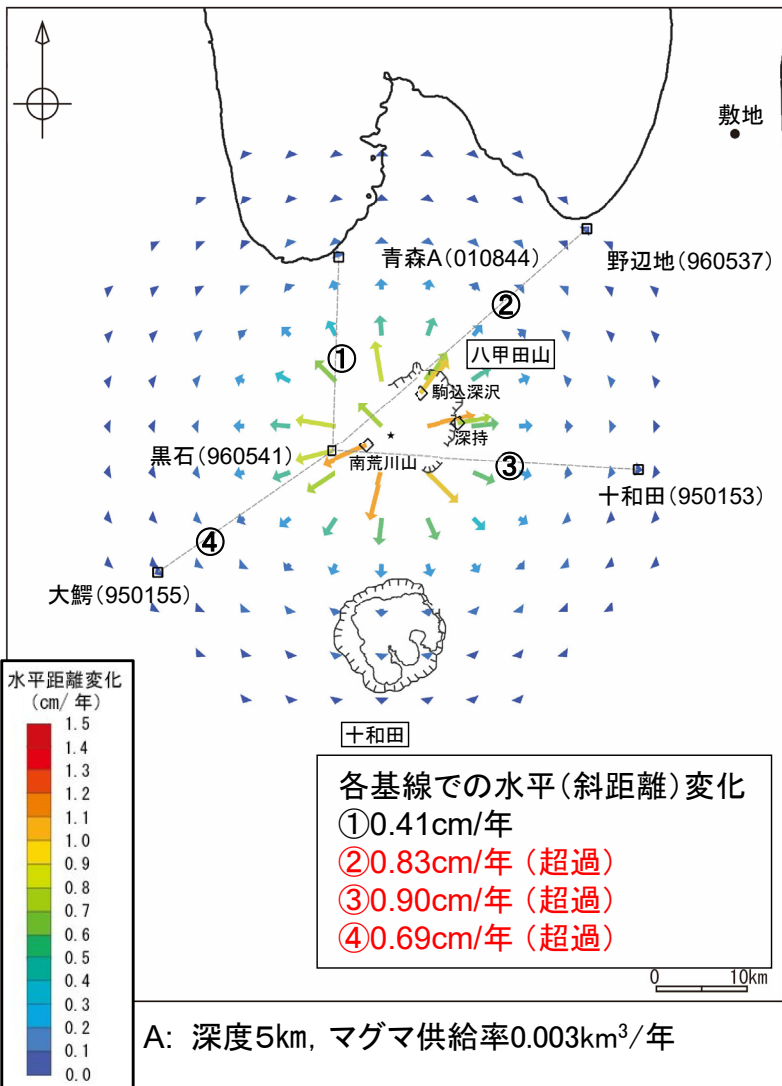 敷地
青森A(010844)
野辺地(960537)
②
①
八甲田山
駒込深沢
深持
黒石(960541)
南荒川山
③
十和田(950153)
④
大鰐(950155)
水平距離変化
(cm/年)
1.5
1.4
1.3
1.2
1.1
1.0
0.9
0.8
0.7
0.6
0.5
0.4
0.3
0.2
0.1
0.0
十和田
各基線での水平(斜距離)変化
①0.41cm/年
②0.83cm/年 (超過)
③0.90cm/年 (超過)
④0.69cm/年 (超過)
0 10km
A: 深度5km, マグマ供給率0.003km³/年